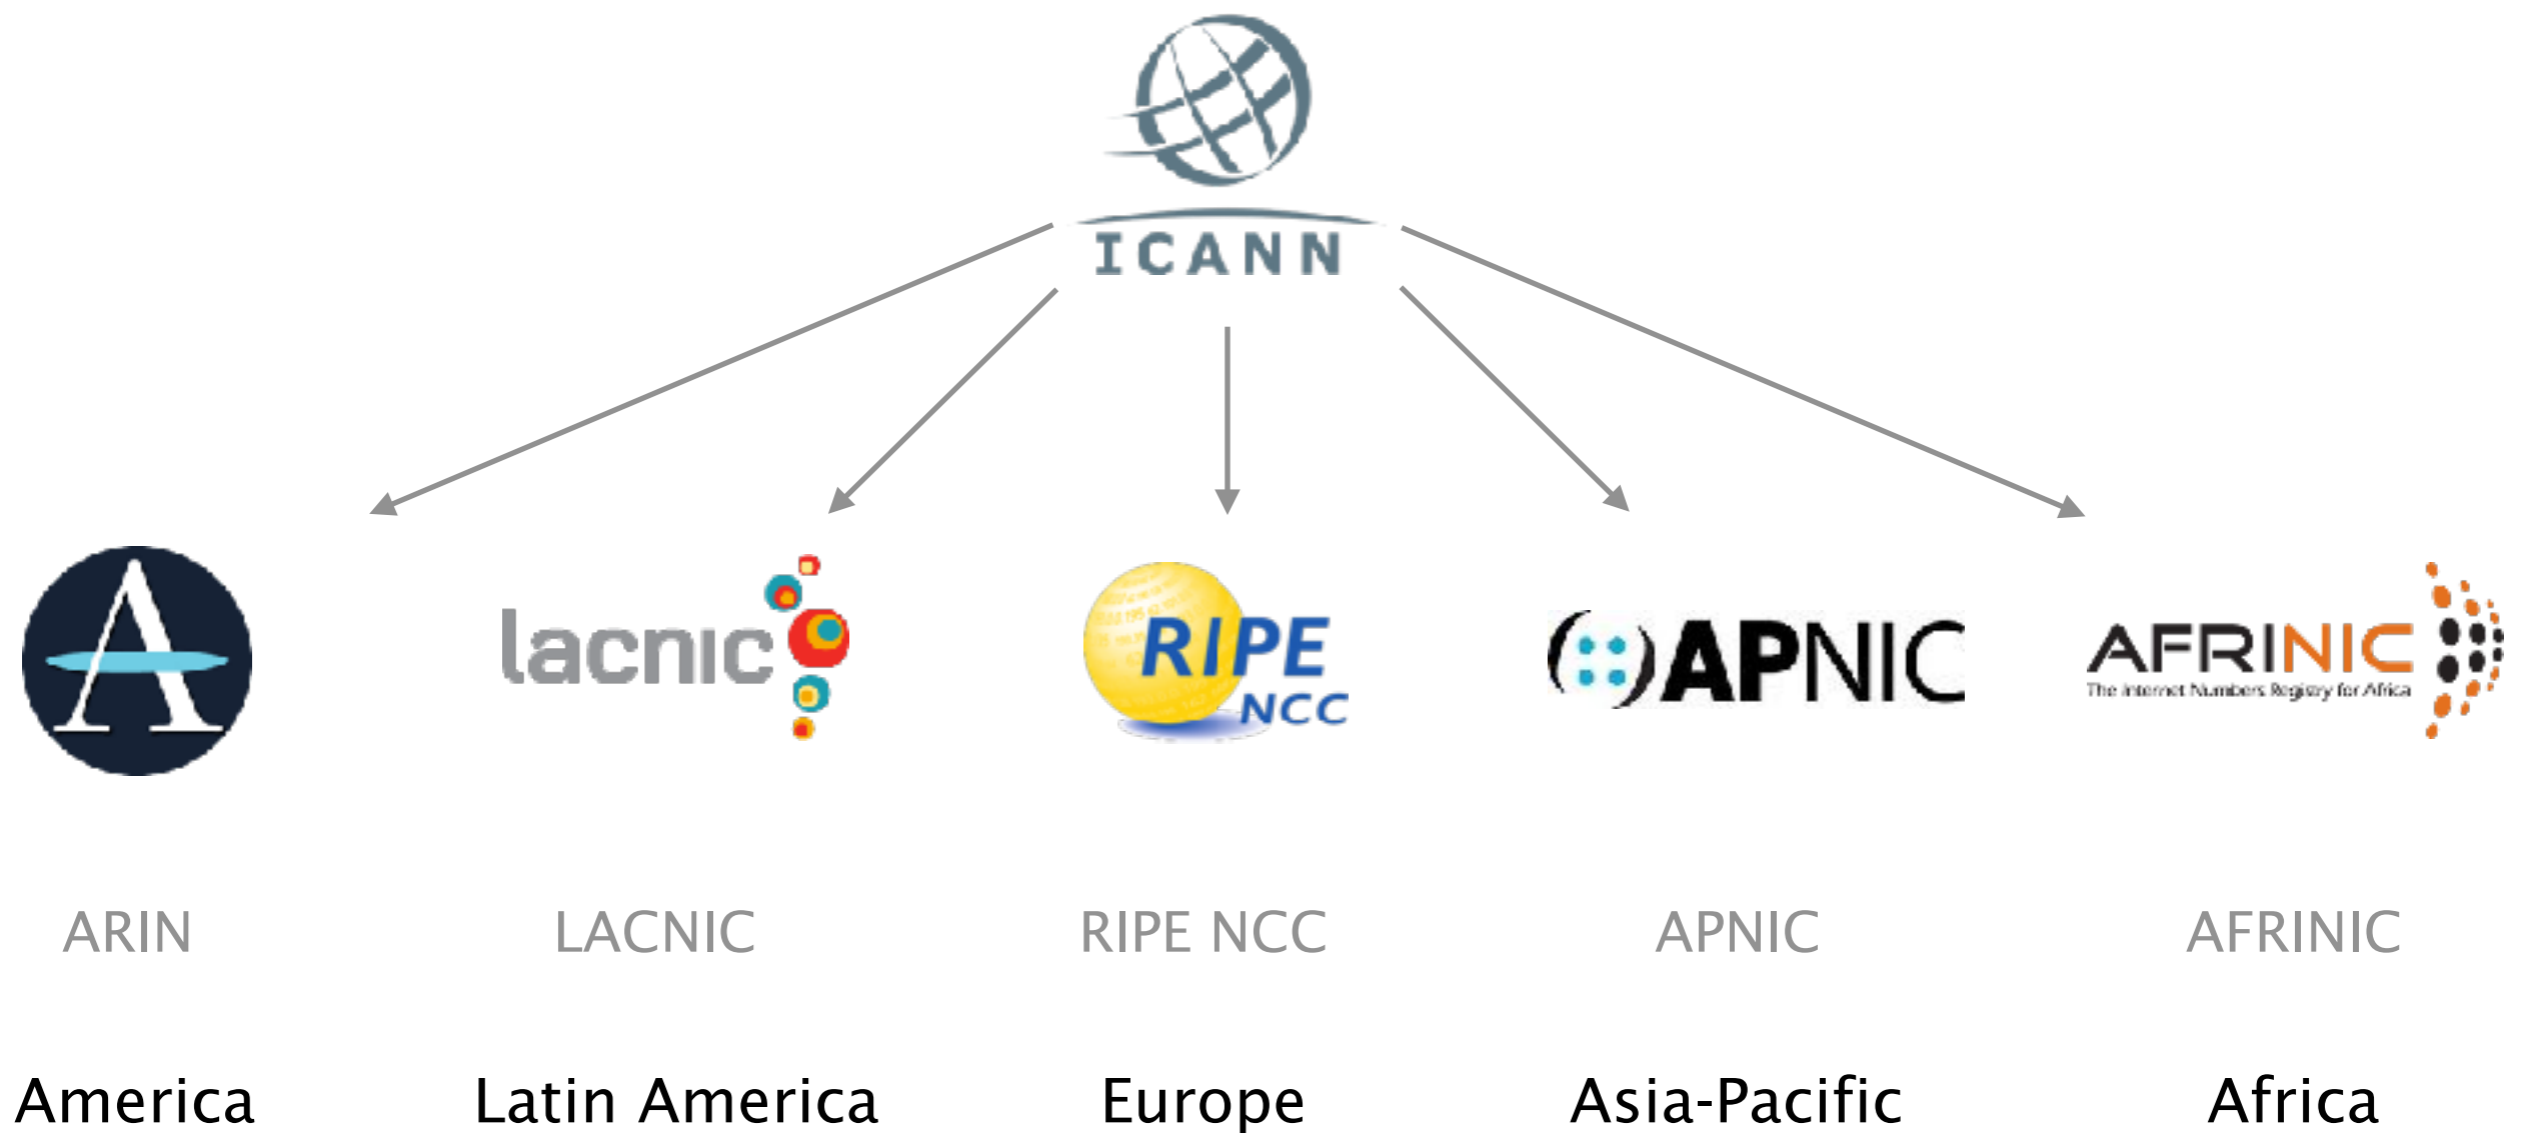 ICANN
lacnic
RIPE
NCC
APNIC
AFRINIC
The Internet Numbers Registry for Africa
ARIN LACNIC RIPE NCC APNIC AFRINIC
America Latin America Europe Asia-Pacific Africa